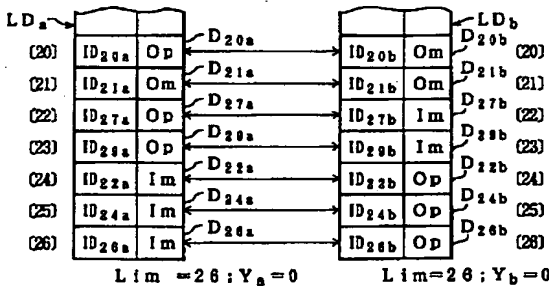 LDa LDb
[20] ID20a Op D20a ID20b Om D20b [20]
[21] ID21a Om D21a ID21b Om D21b [21]
[22] ID27a Op D27a ID27b Im D27b [22]
[23] ID29a Op D29a ID29b Im D29b [23]
[24] ID22a Im D22a ID22b Op D22b [24]
[25] ID24a Im D24a ID24b Op D24b [25]
[26] ID26a Im D26a ID26b Op D26b [26]
Lim =26;Ya=0 Lim=26;Yb=0